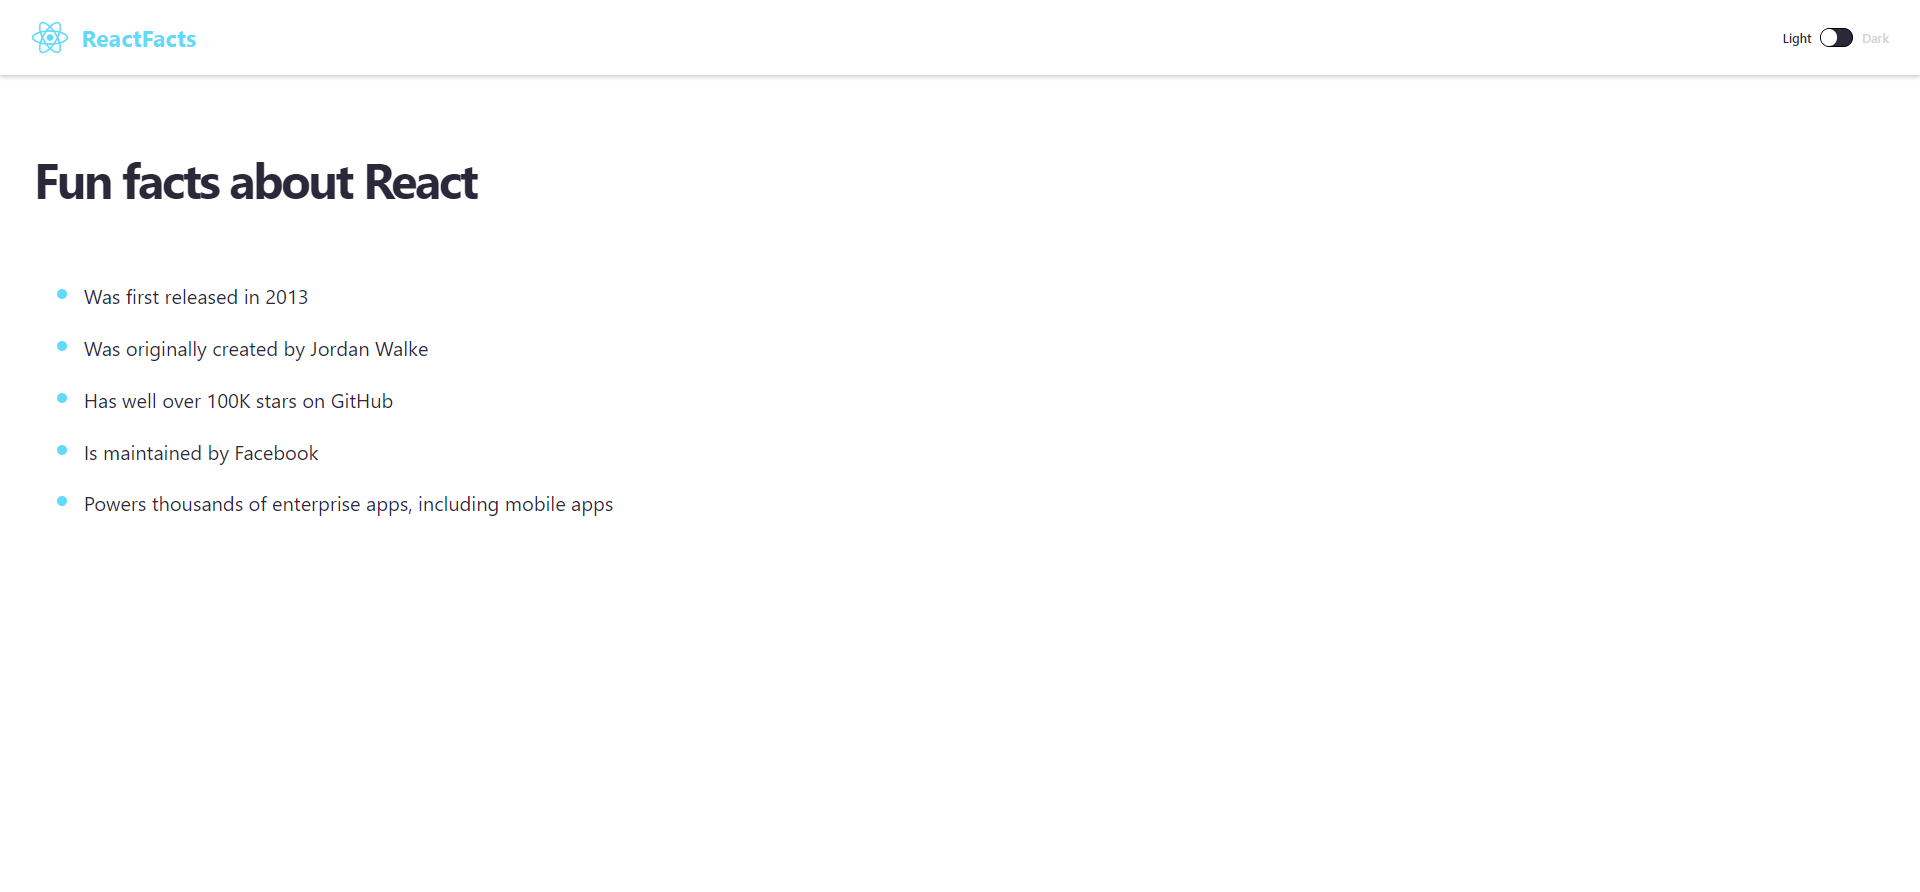 ReactFacts
Light Dark
Fun facts about React
Was first released in 2013
Was originally created by Jordan Walke
Has well over 100K stars on GitHub
Is maintained by Facebook
Powers thousands of enterprise apps, including mobile apps